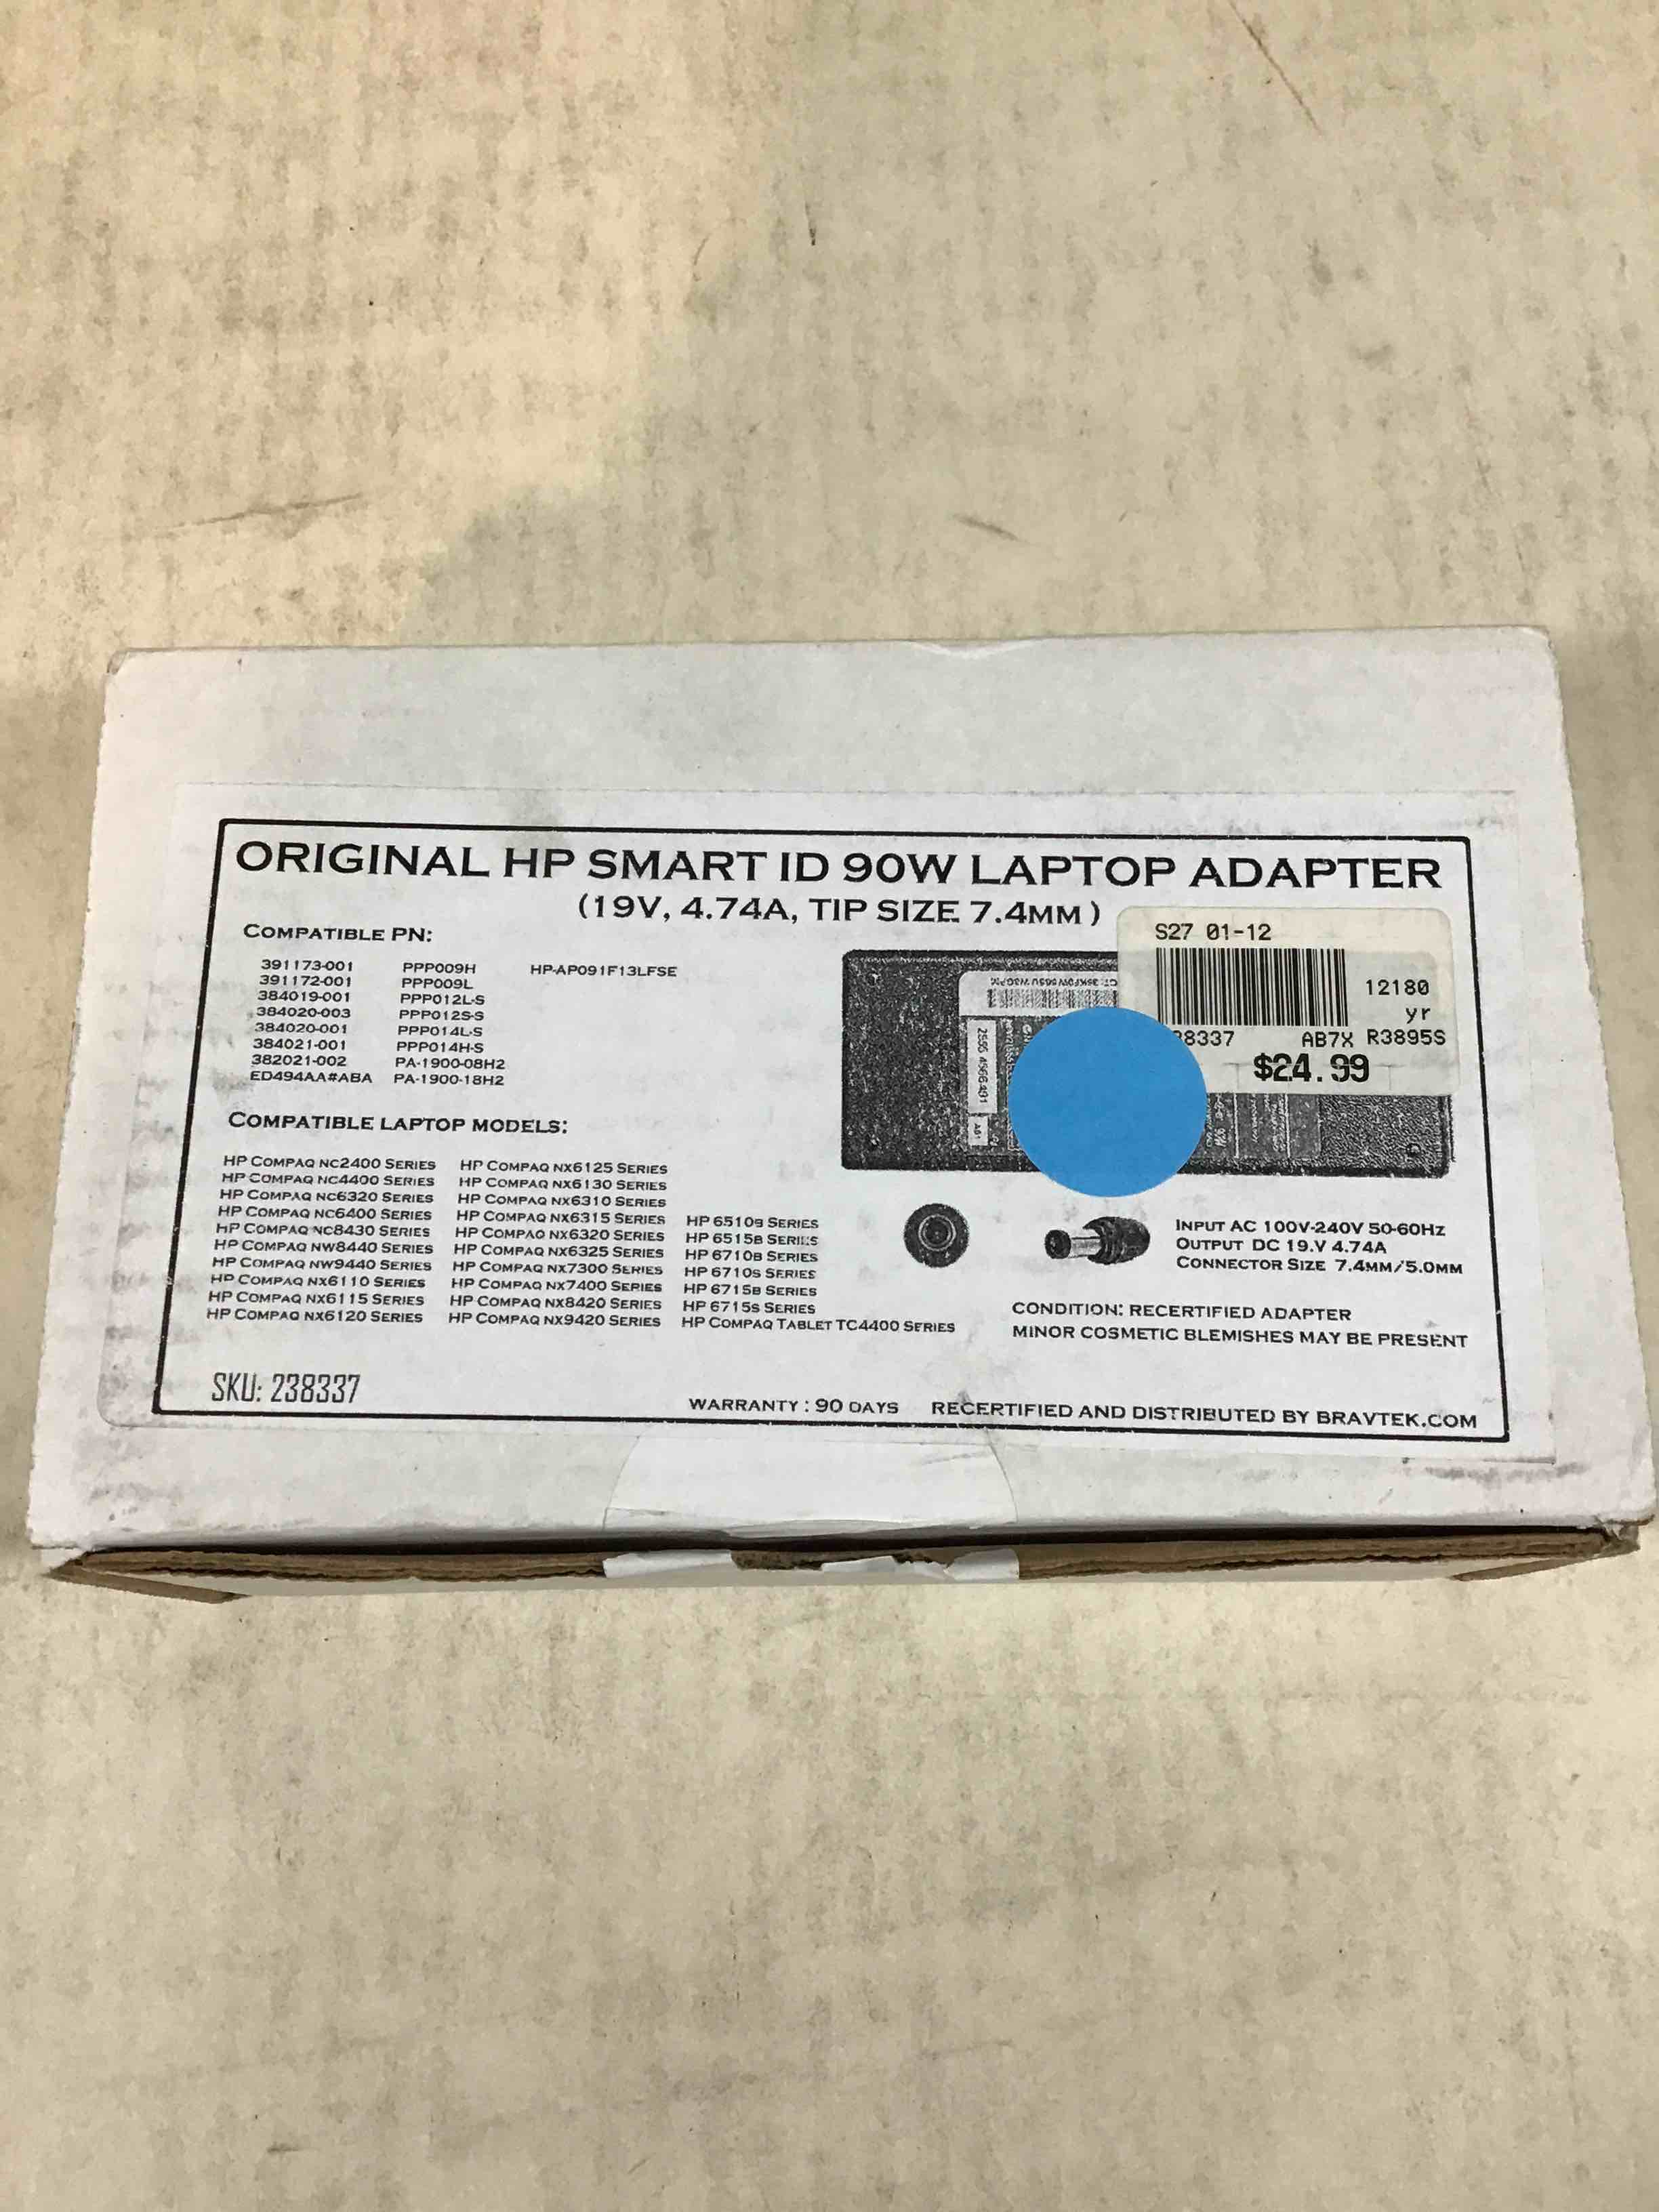 ORIGINAL HP SMART ID 90W LAPTOP ADAPTER
(19V, 4.74A, TIP SIZE 7.4MM)
COMPATIBLE PN:
391173-001 PPP009H HP-AP091F13LFSE
391172-001 PPP009L
384019-001 PPP012L-S
384020-003 PPP012S-S
384020-001 PPP014L-S
384021-001 PPP014H-S
382021-002 PA-1900-08H2
ED494AA#ABA PA-1900-18H2
S27 01-12
12180
yr
38337 AB7X R3895S
$24.99
COMPATIBLE LAPTOP MODELS:
HP COMPAQ NC2400 SERIES HP COMPAQ NX6125 SERIES
HP COMPAQ NC4400 SERIES HP COMPAQ NX6130 SERIES
HP COMPAQ NC6320 SERIES HP COMPAQ NX6310 SERIES
HP COMPAQ NC6400 SERIES HP COMPAQ NX6315 SERIES HP 6510B SERIES
HP COMPAQ NC8430 SERIES HP COMPAQ NX6320 SERIES HP 6515B SERIES
HP COMPAQ NW8440 SERIES HP COMPAQ NX6325 SERIES HP 6710B SERIES
HP COMPAQ NW9440 SERIES HP COMPAQ NX7300 SERIES HP 6710S SERIES
HP COMPAQ NX6110 SERIES HP COMPAQ NX7400 SERIES HP 6715B SERIES
HP COMPAQ NX6115 SERIES HP COMPAQ NX8420 SERIES HP 6715S SERIES
HP COMPAQ NX6120 SERIES HP COMPAQ NX9420 SERIES HP COMPAQ TABLET TC4400 SERIES
INPUT AC 100V-240V 50-60HZ
OUTPUT DC 19.V 4.74A
CONNECTOR SIZE 7.4MM/5.0MM
CONDITION: RECERTIFIED ADAPTER
MINOR COSMETIC BLEMISHES MAY BE PRESENT
SKU: 238337
WARRANTY : 90 DAYS RECERTIFIED AND DISTRIBUTED BY BRAVTEK.COM